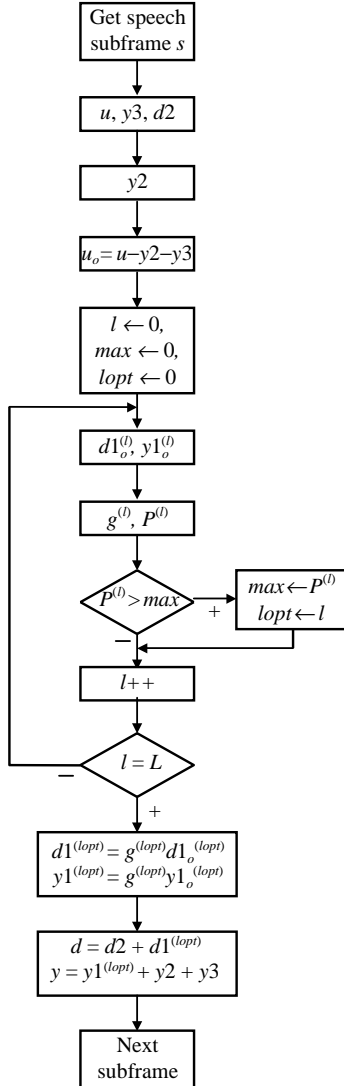 Get speech
subframe s
u, y3, d2
y2
uₒ= u−y2−y3
l ← 0,
max ← 0,
lopt ← 0
d1ₒ⁽ˡ⁾, y1ₒ⁽ˡ⁾
g⁽ˡ⁾, P⁽ˡ⁾
P⁽ˡ⁾>max
+
−
max←P⁽ˡ⁾
lopt←l
l++
l = L
−
+
d1⁽ˡᵒᵖᵗ⁾= g⁽ˡᵒᵖᵗ⁾d1ₒ⁽ˡᵒᵖᵗ⁾
y1⁽ˡᵒᵖᵗ⁾= g⁽ˡᵒᵖᵗ⁾y1ₒ⁽ˡᵒᵖᵗ⁾
d = d2 + d1⁽ˡᵒᵖᵗ⁾
y = y1⁽ˡᵒᵖᵗ⁾+ y2 + y3
Next
subframe